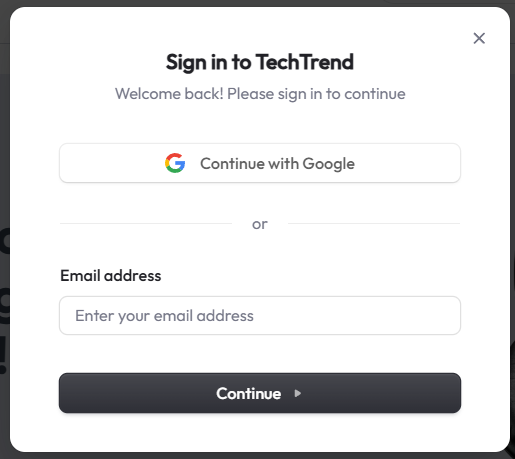 Sign in to TechTrend
Welcome back! Please sign in to continue
Continue with Google
or
Email address
Enter your email address
Continue